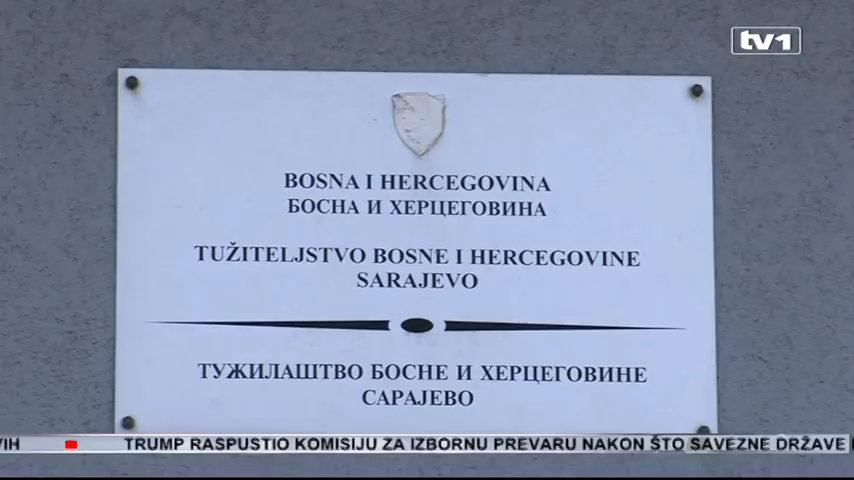 tv1
BOSNA I HERCEGOVINA
БОСНА И ХЕРЦЕГОВИНА
TUŽITELJSTVO BOSNE I HERCEGOVINE
SARAJEVO
ТУЖИЛАШТВО БОСНЕ И ХЕРЦЕГОВИНЕ
САРАЈЕВО
TRUMP RASPUSTIO KOMISIJU ZA IZBORNU PREVARU NAKON ŠTO SAVEZNE DRŽAVE